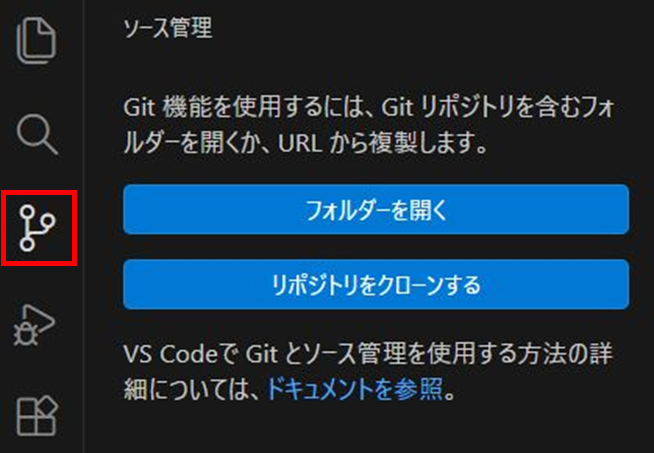 ソース管理
Git 機能を使用するには、Git リポジトリを含むフォ
ルダーを開くか、URL から複製します。
フォルダーを開く
リポジトリをクローンする
VS Codeで Git とソース管理を使用する方法の詳
細については、ドキュメントを参照。